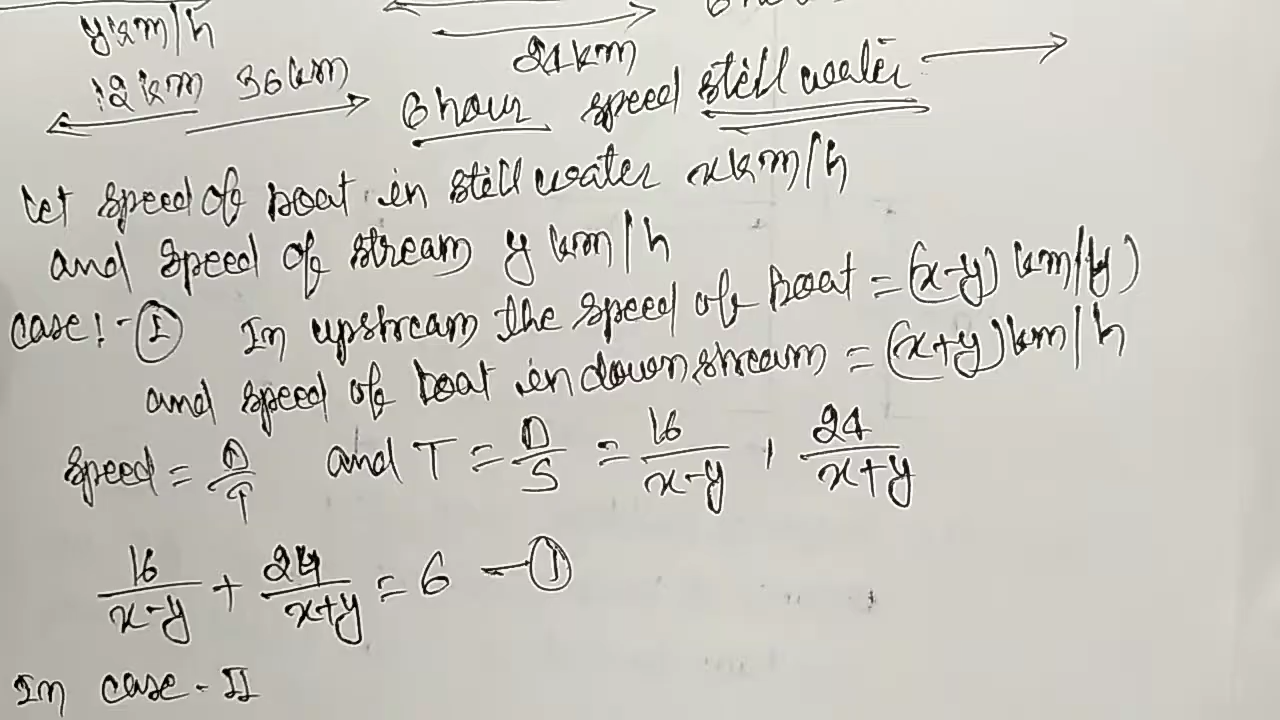 y km/h
24 km
12 km 36 km 6 hour speed still water
Let speed of boat in still water x km/h
and speed of stream y km/h
case:- I In upstream the speed of boat = (x-y) km/h)
and speed of boat in downstream = (x+y) km/h
speed = D/T and T = D/S = 16/x-y , 24/x+y
16/x-y + 24/x+y = 6 — 1
In case - II